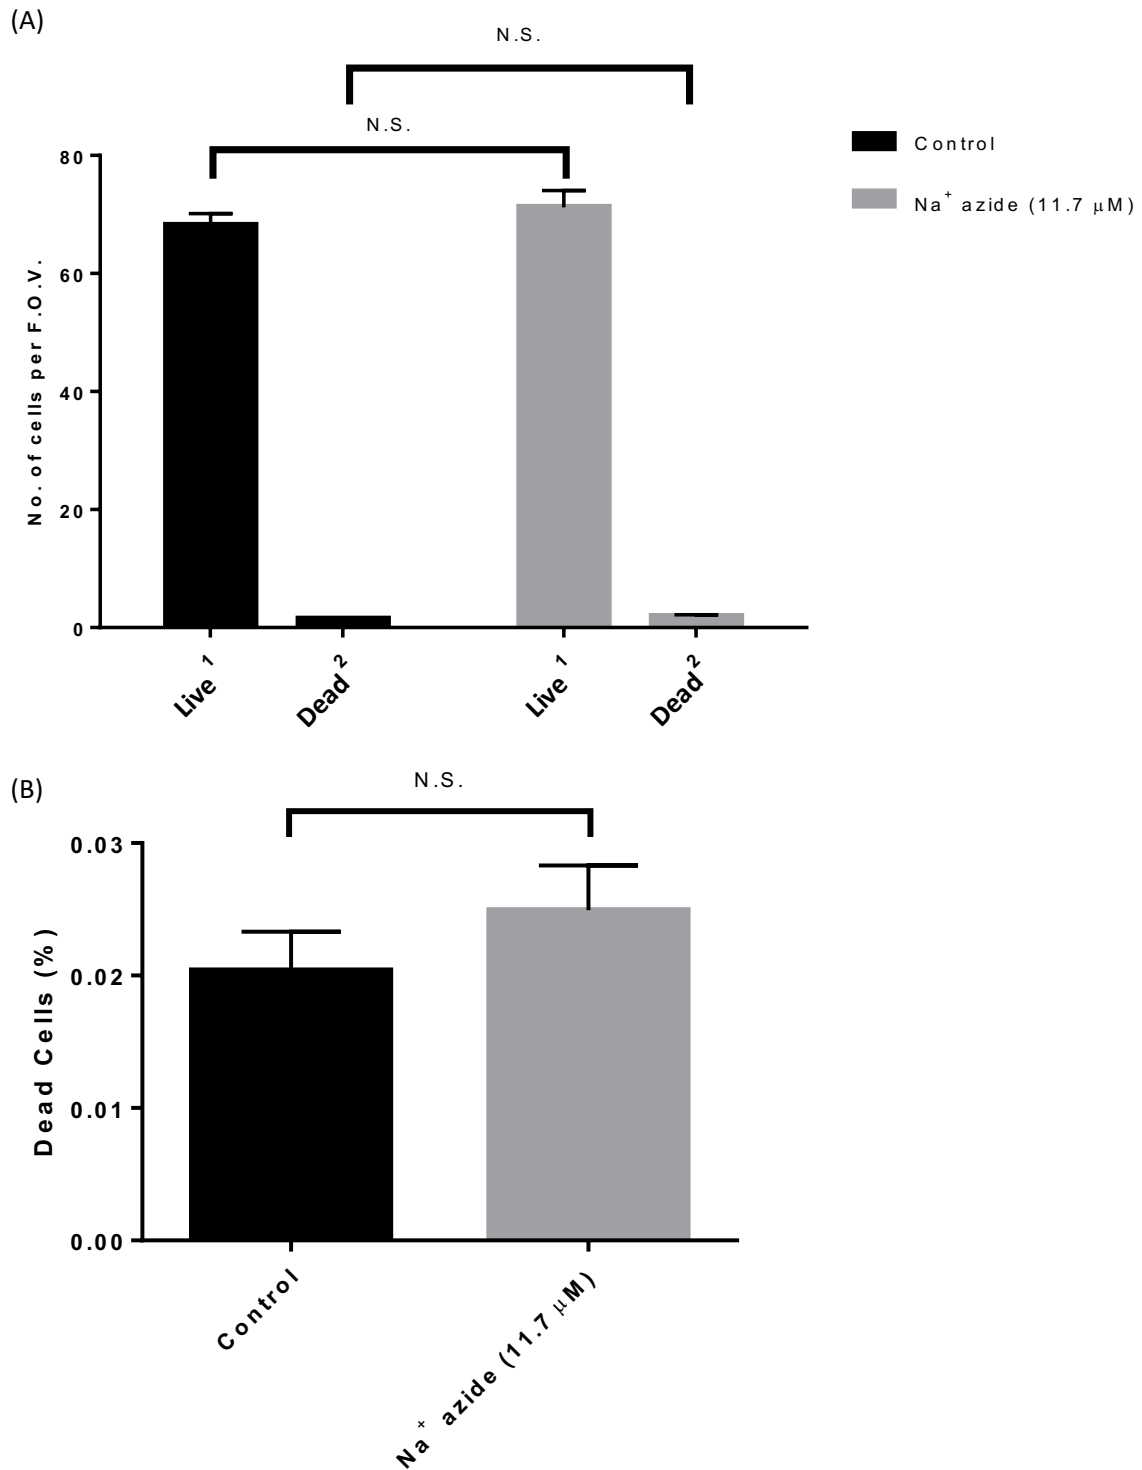 (A)
N.S.
N.S.
80
60
40
20
0
No. of cells per F.O.V.
Live 1
Dead 2
Live 1
Dead 2
Control
Na+ azide (11.7 μM)
(B)
N.S.
0.03
0.02
0.01
0.00
Dead Cells (%)
Control
Na+ azide (11.7 μM)